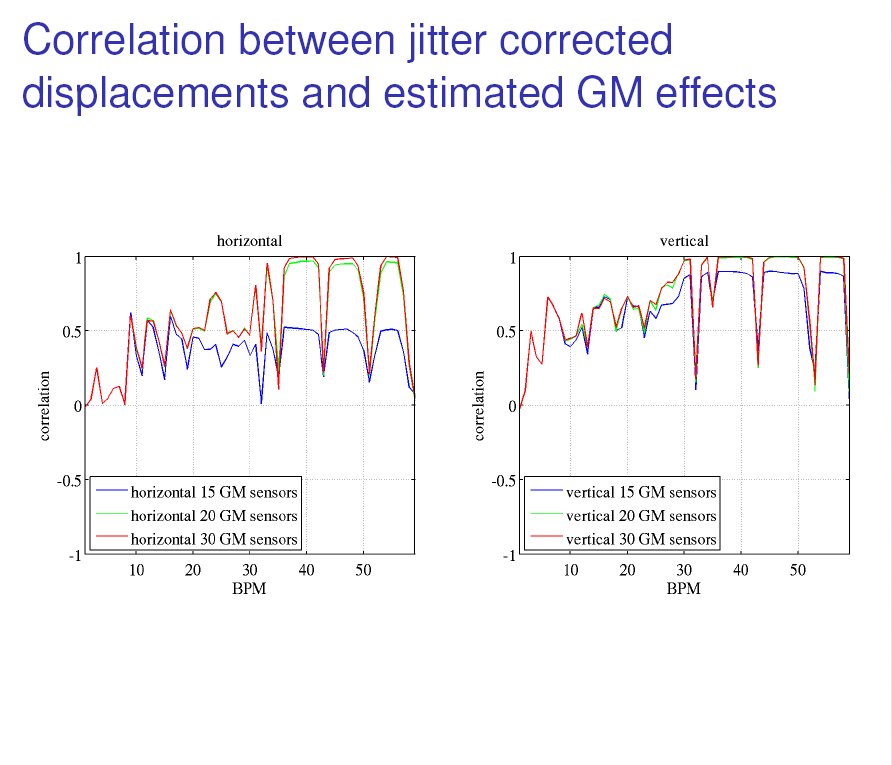 Correlation between jitter corrected
displacements and estimated GM effects
horizontal
1
0.5
0
-0.5
-1
correlation
horizontal 15 GM sensors
horizontal 20 GM sensors
horizontal 30 GM sensors
10 20 30 40 50
BPM
vertical
1
0.5
0
-0.5
-1
correlation
vertical 15 GM sensors
vertical 20 GM sensors
vertical 30 GM sensors
10 20 30 40 50
BPM